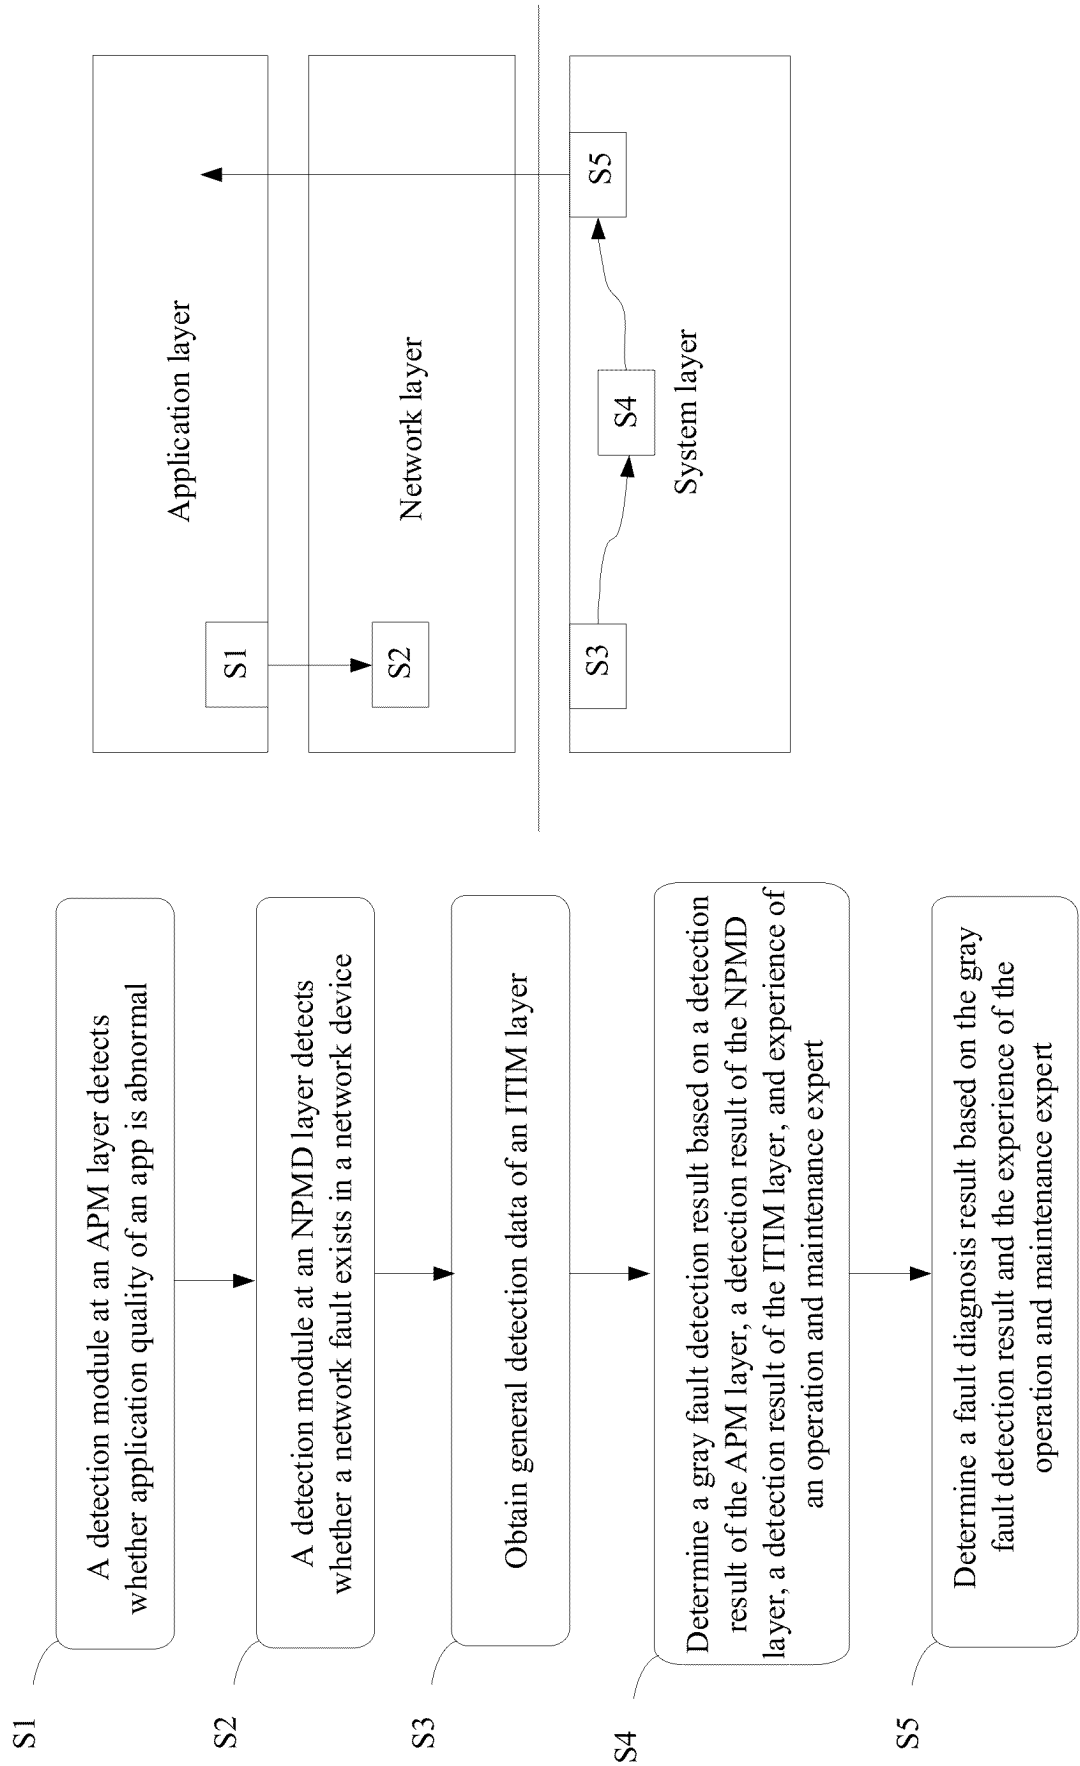 S1
A detection module at an APM layer detects
whether application quality of an app is abnormal
S2
A detection module at an NPMD layer detects
whether a network fault exists in a network device
S3
Obtain general detection data of an ITIM layer
S4
Determine a gray fault detection result based on a detection
result of the APM layer, a detection result of the NPMD
layer, a detection result of the ITIM layer, and experience of
an operation and maintenance expert
S5
Determine a fault diagnosis result based on the gray
fault detection result and the experience of the
operation and maintenance expert
Application layer
S1
Network layer
S2
S3
S4
S5
System layer